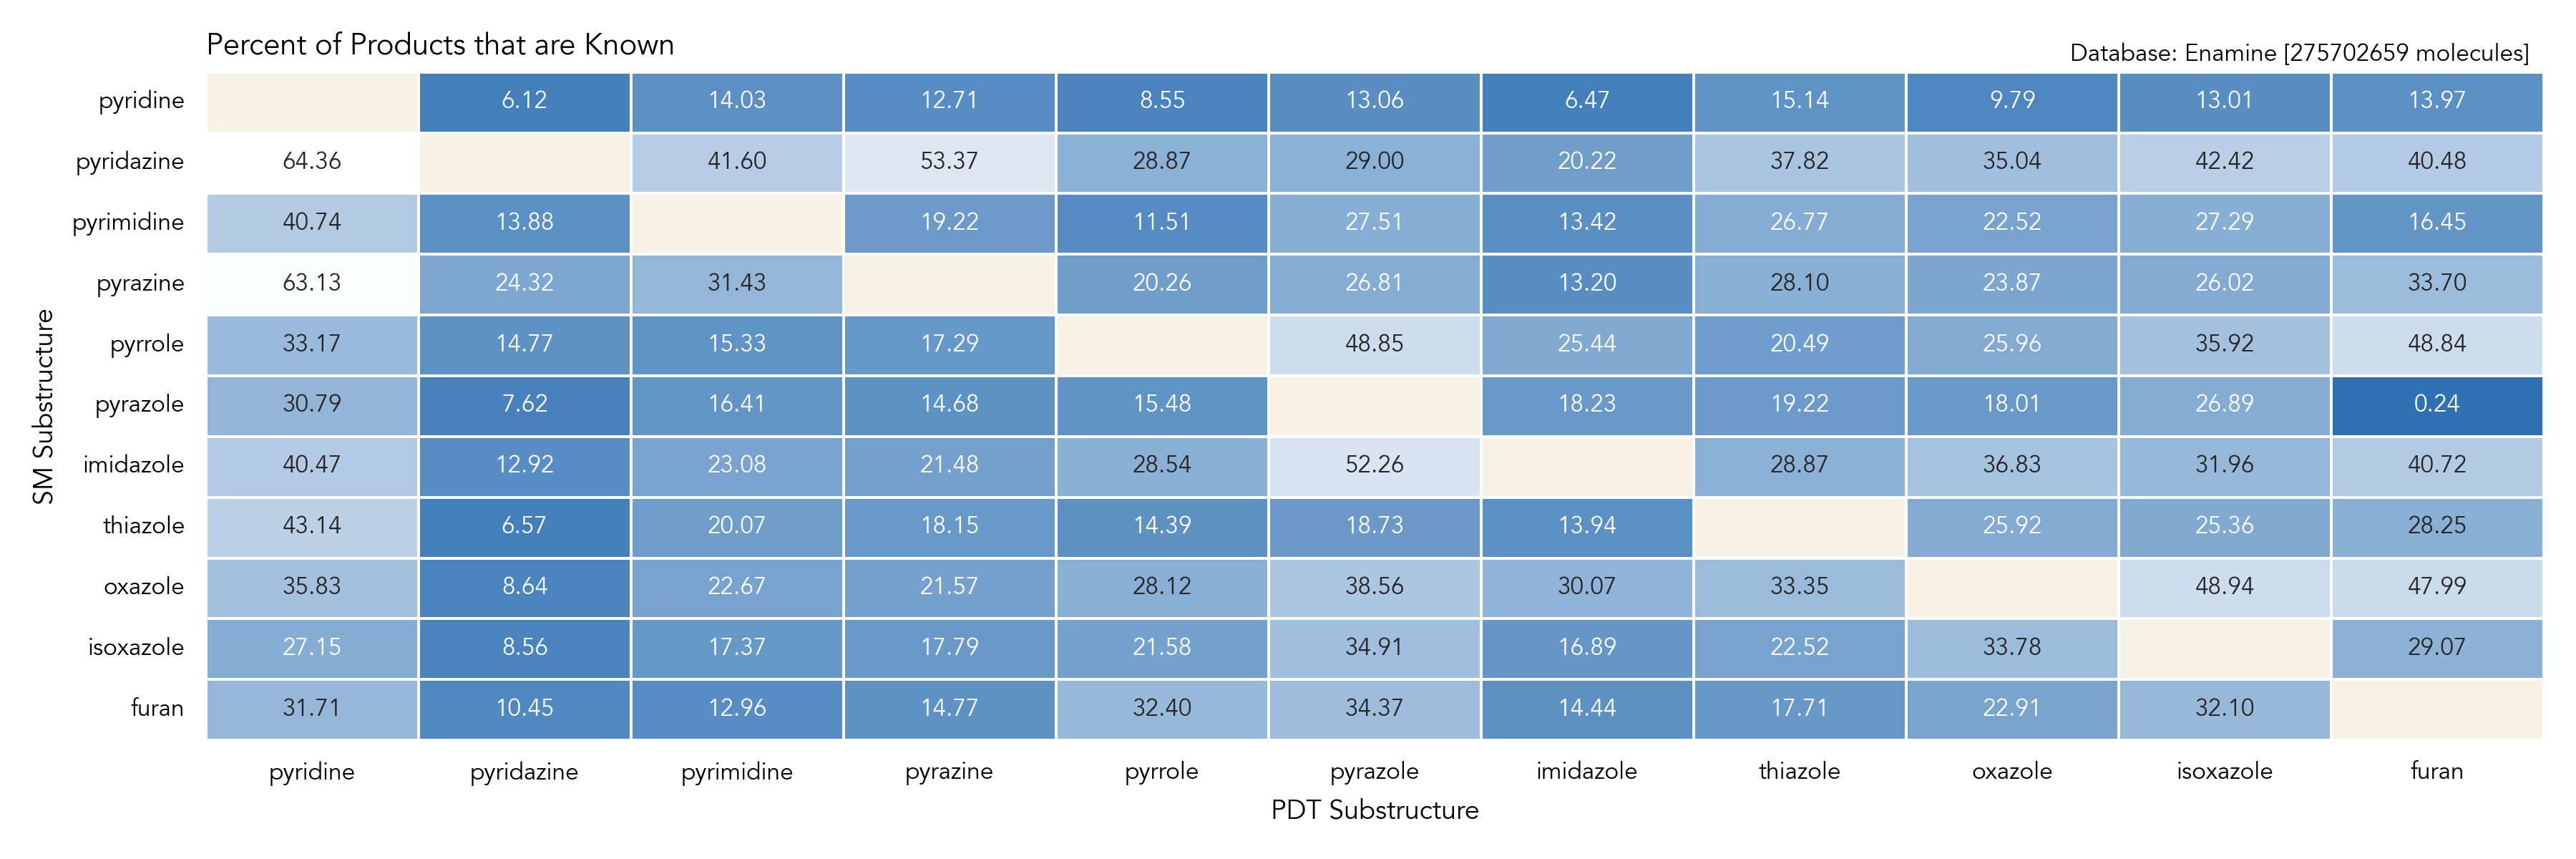 Percent of Products that are Known
Database: Enamine [275702659 molecules]
pyridine 6.12 14.03 12.71 8.55 13.06 6.47 15.14 9.79 13.01 13.97
pyridazine 64.36 41.60 53.37 28.87 29.00 20.22 37.82 35.04 42.42 40.48
pyrimidine 40.74 13.88 19.22 11.51 27.51 13.42 26.77 22.52 27.29 16.45
pyrazine 63.13 24.32 31.43 20.26 26.81 13.20 28.10 23.87 26.02 33.70
pyrrole 33.17 14.77 15.33 17.29 48.85 25.44 20.49 25.96 35.92 48.84
pyrazole 30.79 7.62 16.41 14.68 15.48 18.23 19.22 18.01 26.89 0.24
imidazole 40.47 12.92 23.08 21.48 28.54 52.26 28.87 36.83 31.96 40.72
thiazole 43.14 6.57 20.07 18.15 14.39 18.73 13.94 25.92 25.36 28.25
oxazole 35.83 8.64 22.67 21.57 28.12 38.56 30.07 33.35 48.94 47.99
isoxazole 27.15 8.56 17.37 17.79 21.58 34.91 16.89 22.52 33.78 29.07
furan 31.71 10.45 12.96 14.77 32.40 34.37 14.44 17.71 22.91 32.10
SM Substructure
pyridine pyridazine pyrimidine pyrazine pyrrole pyrazole imidazole thiazole oxazole isoxazole furan
PDT Substructure